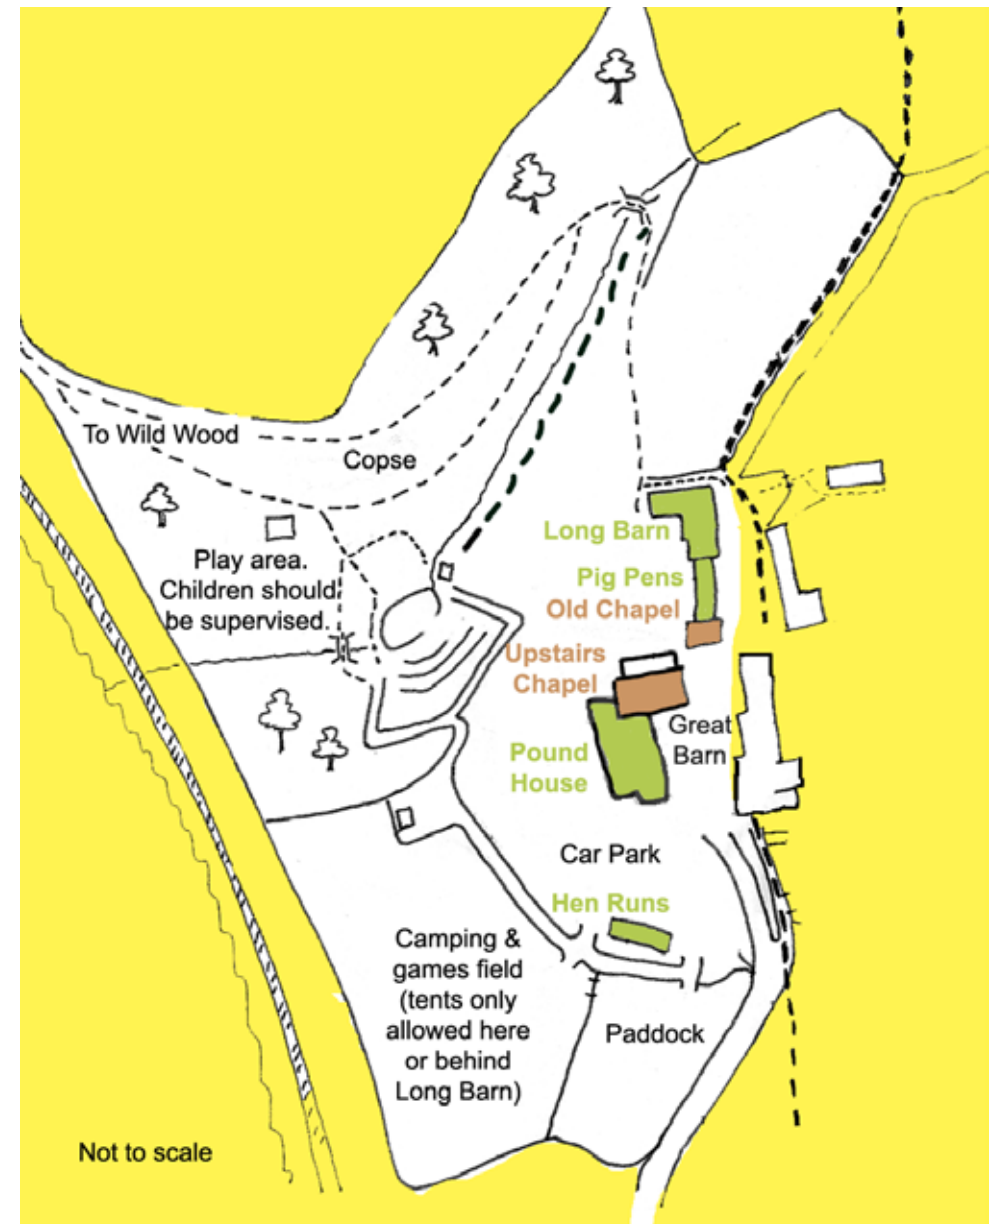 To Wild Wood
Copse
Long Barn
Play area.
Children should
be supervised.
Pig Pens
Old Chapel
Upstairs
Chapel
Great
Barn
Pound
House
Car Park
Hen Runs
Camping &
games field
(tents only
allowed here
or behind
Long Barn)
Paddock
Not to scale